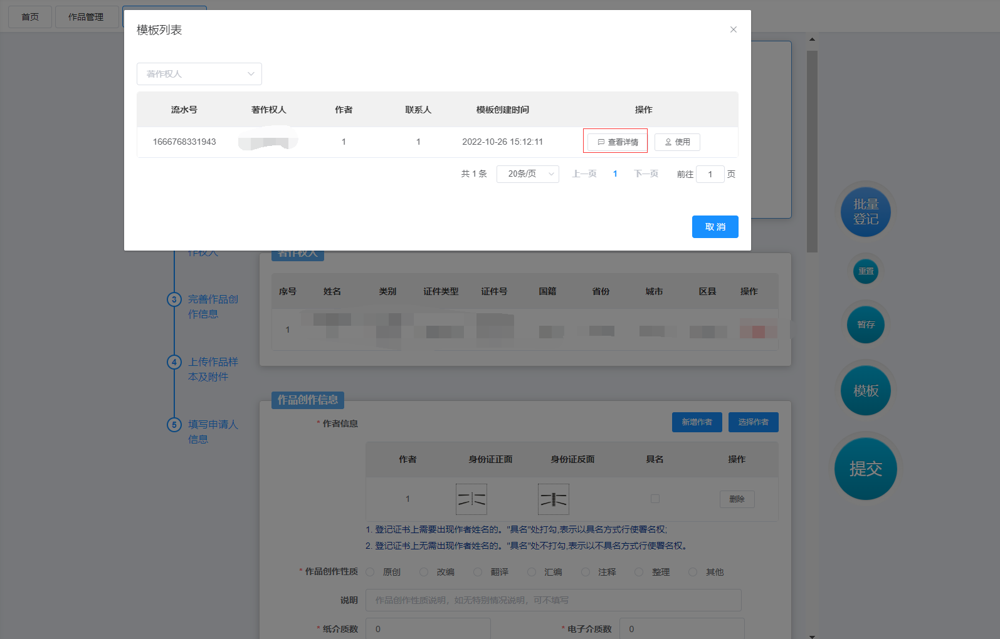 首页
作品管理
模板列表
著作权人
流水号 著作权人 作者 联系人 模板创建时间 操作
1666768331943 1 1 2022-10-26 15:12:11 查看详情 使用
共 1 条 20条/页 上一页 1 下一页 前往 1 页
取 消
批量
登记
重置
暂存
模板
提交
作权人
3 完善作品创
作信息
4 上传作品样
本及附件
5 填写申请人
信息
著作权人
序号 姓名 类别 证件类型 证件号 国籍 省份 城市 区县 操作
1
作品创作信息
* 作者信息 新增作者 选择作者
作者 身份证正面 身份证反面 具名 操作
1 删除
1. 登记证书上需要出现作者姓名的。"具名"处打勾,表示以具名方式行使署名权;
2. 登记证书上无需出现作者姓名的。"具名"处不打勾,表示以不具名方式行使署名权。
* 作品创作性质 原创 改编 翻译 汇编 注释 整理 其他
说明 作品创作性质说明，如无特别情况说明，可不填写
* 纸介质数 0 * 电子介质数 0